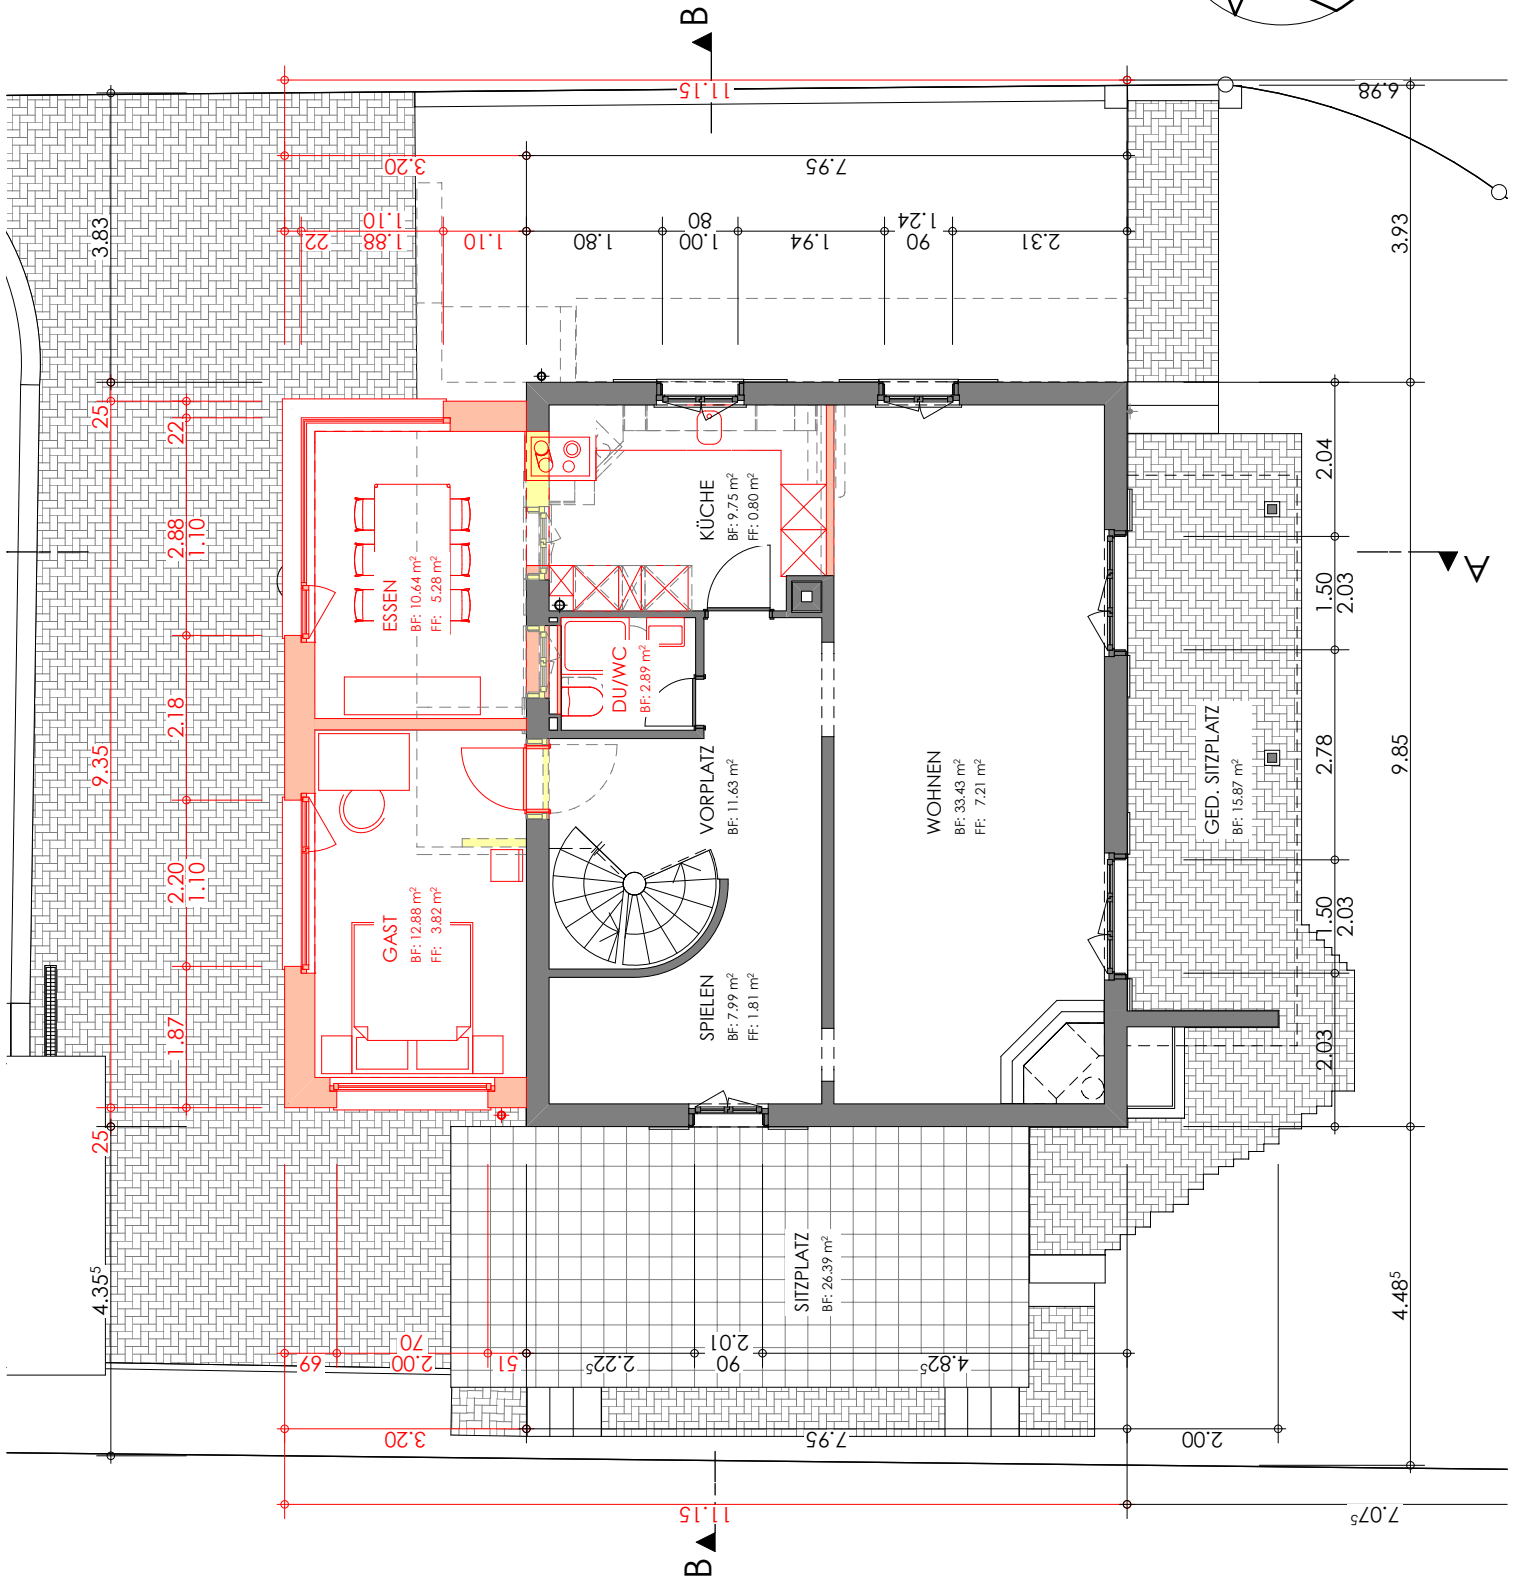 B
11.15
6.98
3.20
7.95
3.83
22
1.88
1.10
1.10
1.80
1.00
80
1.94
90
1.24
2.31
3.93
25
22
2.88
1.10
2.18
9.35
2.20
1.10
1.87
25
4.35⁵
ESSEN
BF: 10.64 m²
FF: 5.28 m²
KÜCHE
BF: 9.75 m²
FF: 0.80 m²
DU/WC
BF: 2.89 m²
GAST
BF: 12.88 m²
FF: 3.82 m²
VORPLATZ
BF: 11.63 m²
SPIELEN
BF: 7.99 m²
FF: 1.81 m²
WOHNEN
BF: 33.43 m²
FF: 7.21 m²
GED. SITZPLATZ
BF: 15.87 m²
SITZPLATZ
BF: 26.39 m²
2.04
1.50
2.03
2.78
9.85
1.50
2.03
2.03
4.48⁵
A
69
2.00
70
51
2.22⁵
90
2.01
4.82⁵
3.20
7.95
2.00
11.15
7.07⁵
B